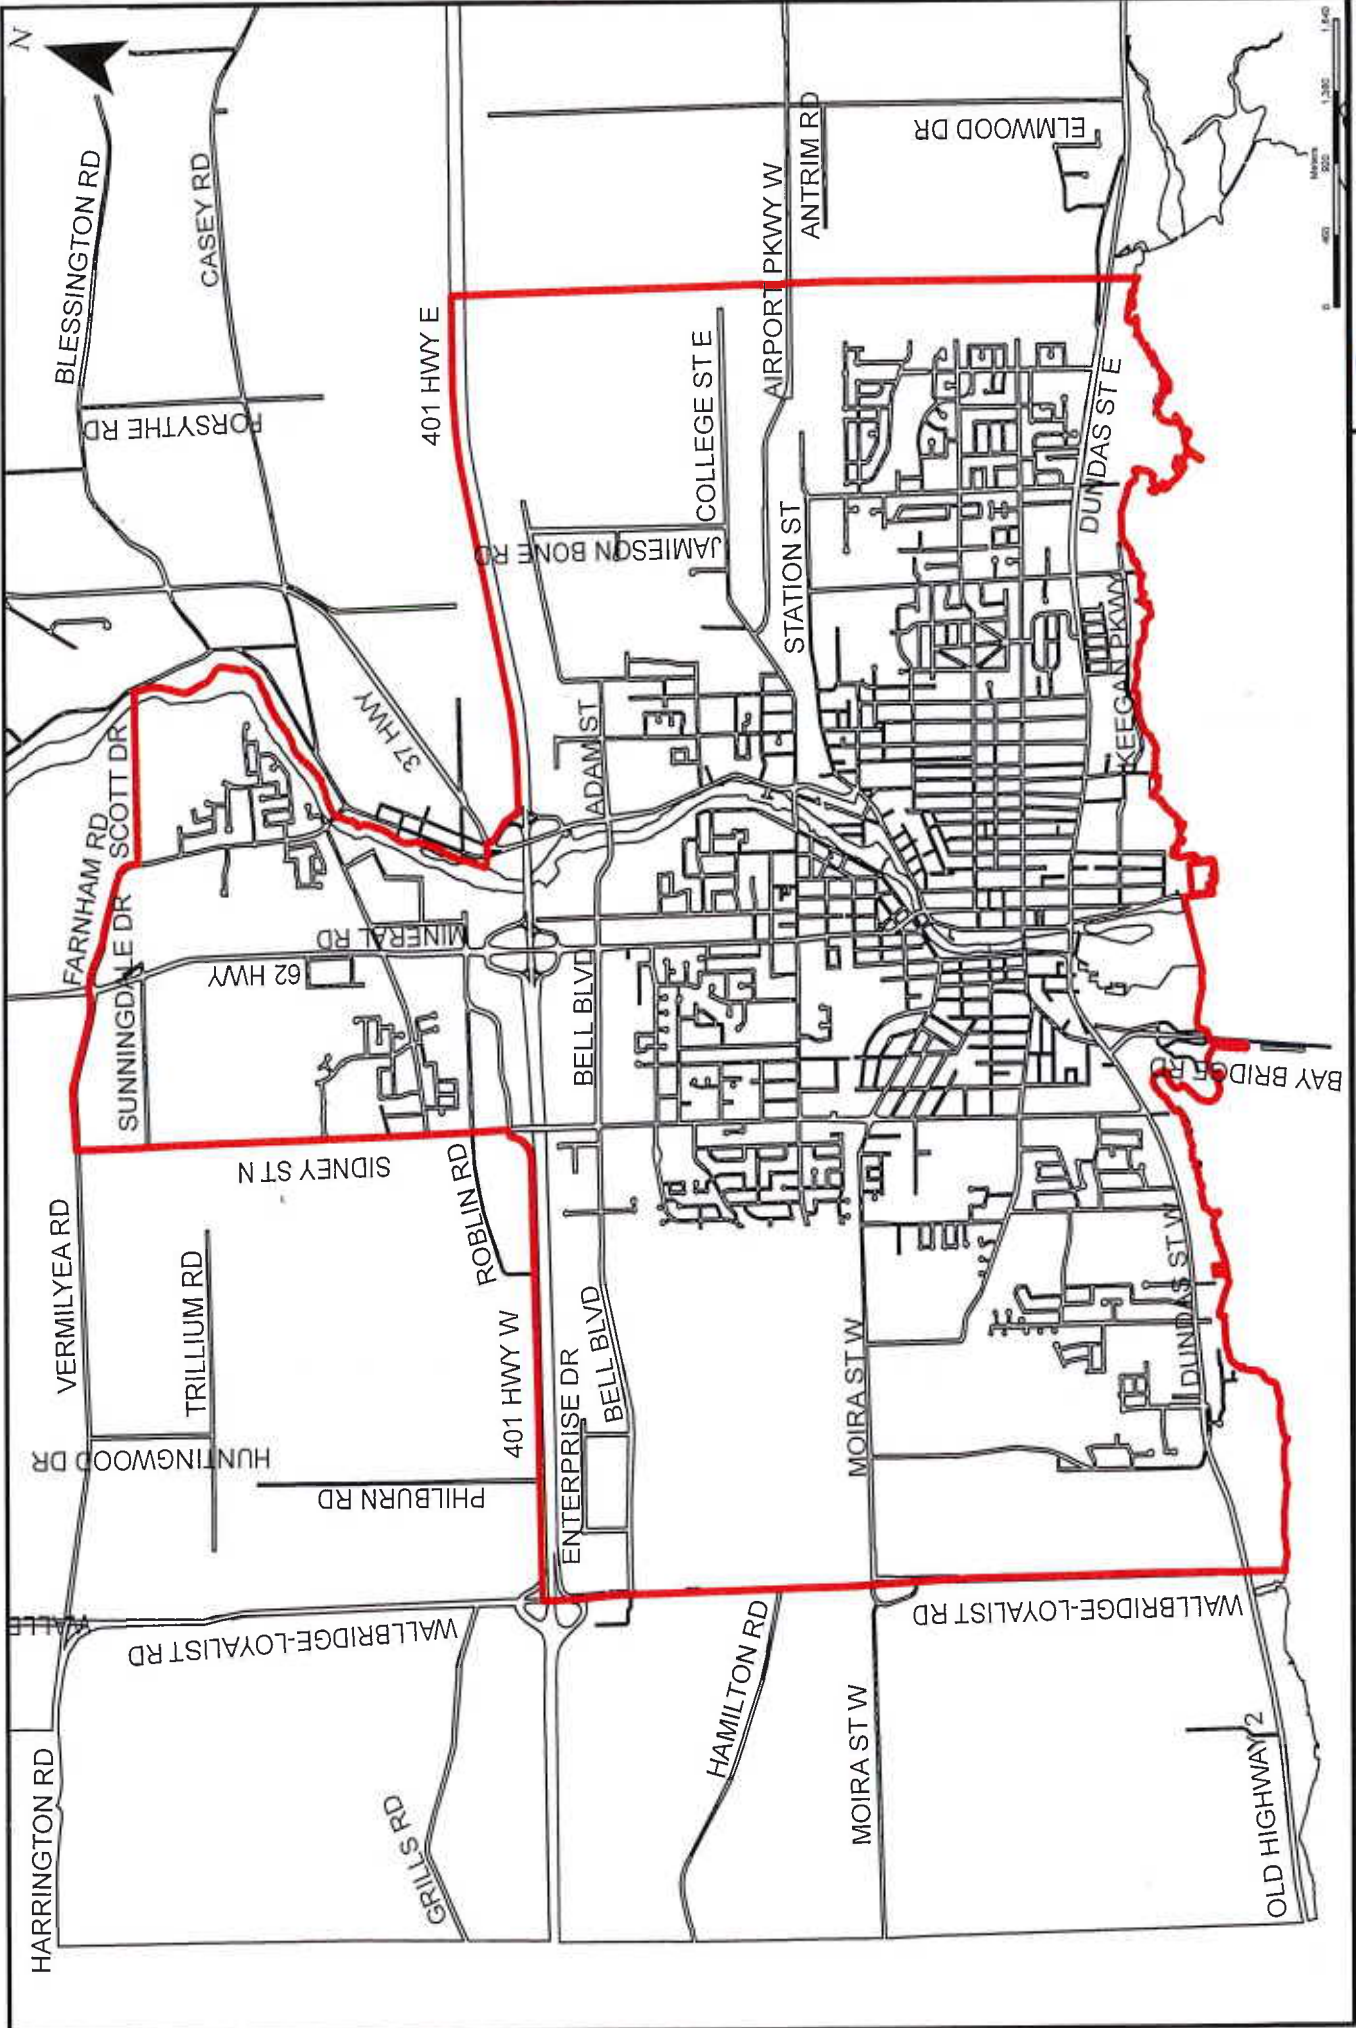 N
BLESSINGTON RD
CASEY RD
FORSYTHE RD
401 HWY E
COLLEGE ST E
AIRPORT PKWY W
ANTRIM RD
ELMWOOD DR
JAMIESON BONE RD
STATION ST
DUNDAS ST E
KEEGAN PKWY
37 HWY
ADAM ST
FARNHAM RD
SCOTT DR
SUNNINGDALE DR
MINERAL RD
62 HWY
BELL BLVD
BAY BRIDGE RD
SIDNEY ST N
ROBLIN RD
VERMILYEA RD
TRILLIUM RD
HUNTINGWOOD DR
PHILBURN RD
401 HWY W
ENTERPRISE DR
BELL BLVD
MOIRA ST W
DUNDAS ST W
WALLBRIDGE-LOYALIST RD
WALLBRIDGE-LOYALIST RD
HARRINGTON RD
GRILLS RD
HAMILTON RD
MOIRA ST W
OLD HIGHWAY 2
Meters
0
920